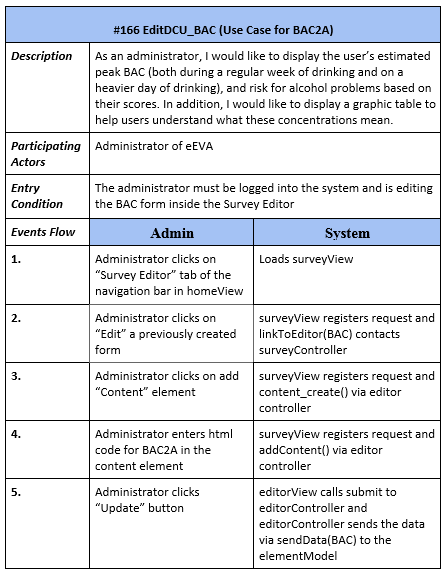 #166 EditDCU_BAC (Use Case for BAC2A)
Description
As an administrator, I would like to display the user's estimated
peak BAC (both during a regular week of drinking and on a
heavier day of drinking), and risk for alcohol problems based on
their scores. In addition, I would like to display a graphic table to
help users understand what these concentrations mean.
Participating
Actors
Administrator of eEVA
Entry
Condition
The administrator must be logged into the system and is editing
the BAC form inside the Survey Editor
Events Flow
Admin
System
1.
Administrator clicks on
"Survey Editor" tab of the
navigation bar in homeView
Loads surveyView
2.
Administrator clicks on
"Edit" a previously created
form
surveyView registers request and
linkToEditor(BAC) contacts
surveyController
3.
Administrator clicks on add
"Content" element
surveyView registers request and
content_create() via editor
controller
4.
Administrator enters html
code for BAC2A in the
content element
surveyView registers request and
addContent() via editor
controller
5.
Administrator clicks
"Update" button
editorView calls submit to
editorController and
editorController sends the data
via sendData(BAC) to the
elementModel